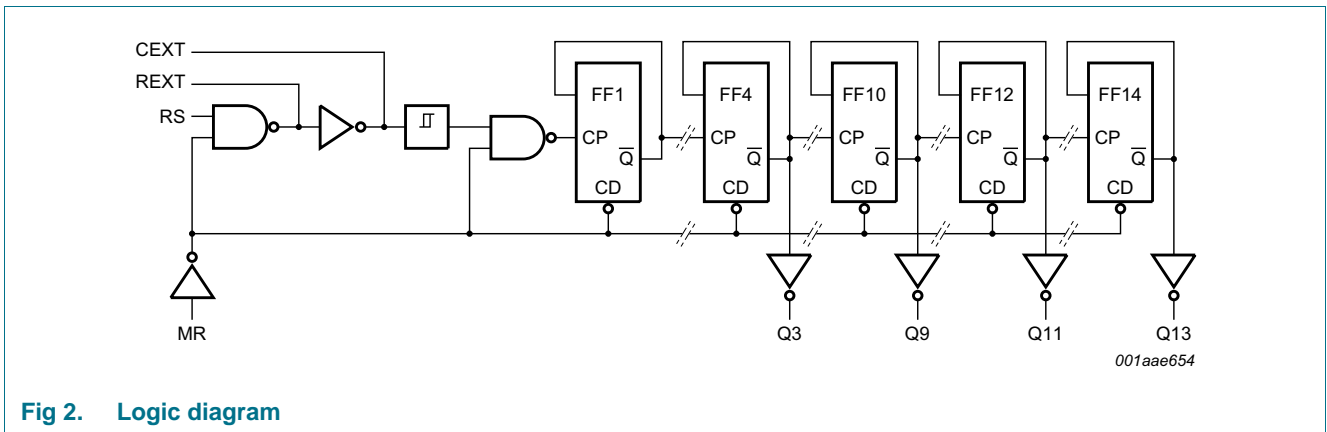 CEXT
REXT
RS
FF1 FF4 FF10 FF12 FF14
CP CP CP CP CP
Q̅ Q̅ Q̅ Q̅ Q̅
CD CD CD CD CD
MR Q3 Q9 Q11 Q13
001aae654
Fig 2. Logic diagram